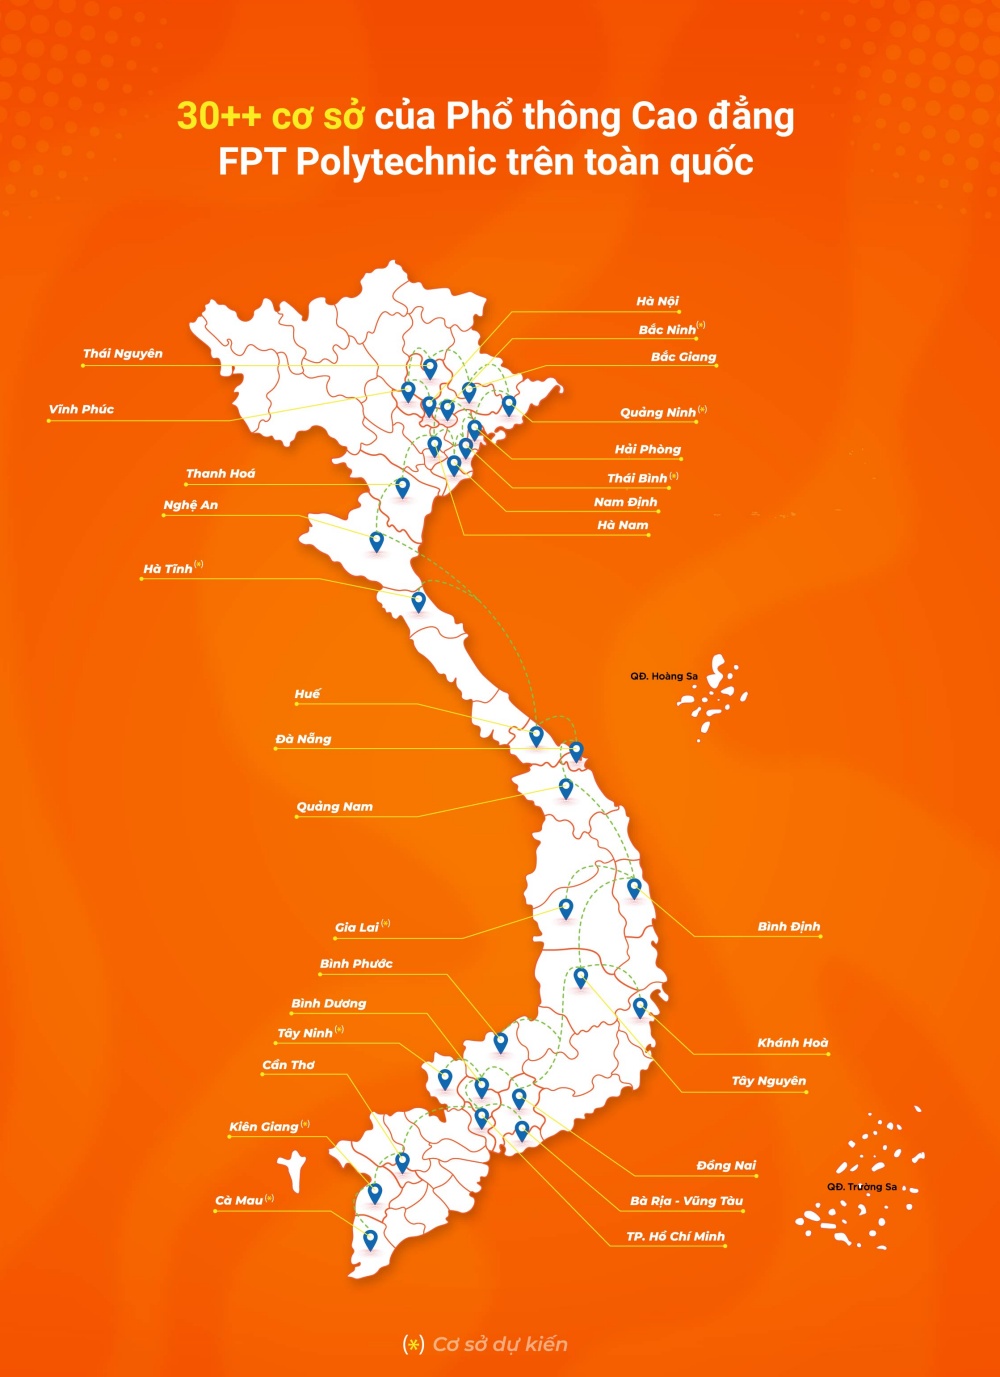 30++ cơ sở của Phổ thông Cao đẳng
FPT Polytechnic trên toàn quốc
Hà Nội
Bắc Ninh(*)
Thái Nguyên
Bắc Giang
Vĩnh Phúc
Quảng Ninh(*)
Hải Phòng
Thanh Hoá
Thái Bình(*)
Nghệ An
Nam Định
Hà Nam
Hà Tĩnh(*)
QĐ. Hoàng Sa
Huế
Đà Nẵng
Quảng Nam
Gia Lai(*)
Bình Định
Bình Phước
Bình Dương
Tây Ninh(*)
Khánh Hoà
Cần Thơ
Tây Nguyên
Kiên Giang(*)
Đồng Nai
QĐ. Trường Sa
Cà Mau(*)
Bà Rịa - Vũng Tàu
TP. Hồ Chí Minh
(*) Cơ sở dự kiến